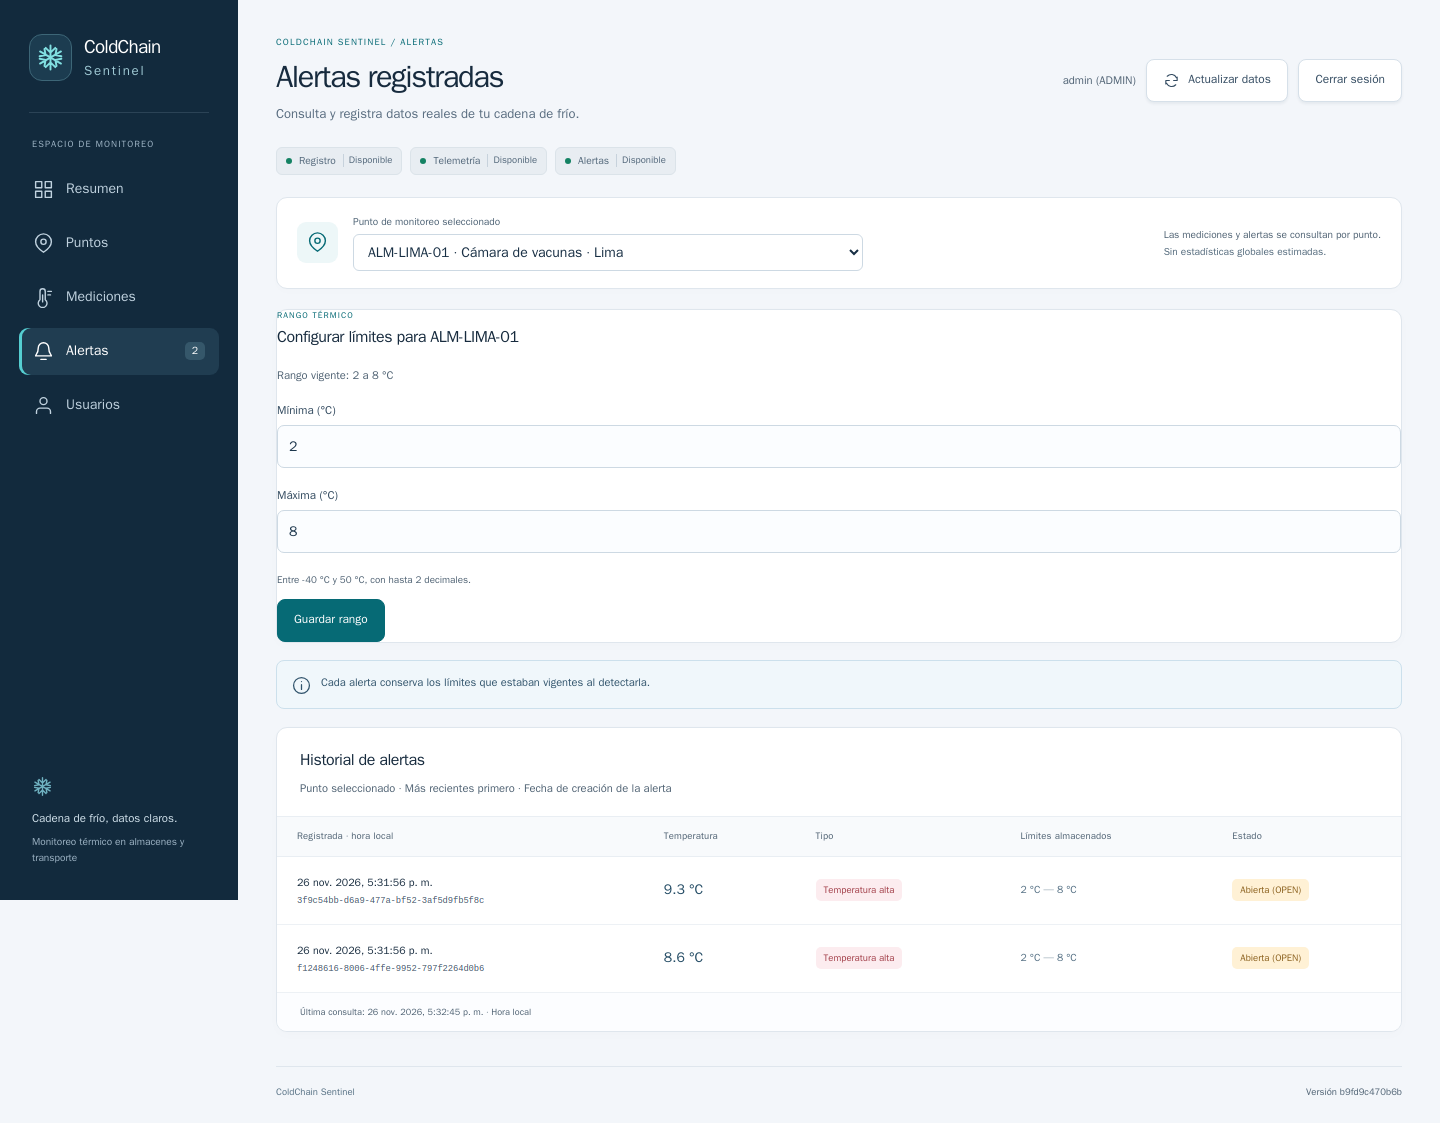 ColdChain
Sentinel
ESPACIO DE MONITOREO
Resumen
Puntos
Mediciones
Alertas 2
Usuarios
Cadena de frío, datos claros.
Monitoreo térmico en almacenes y
transporte
COLDCHAIN SENTINEL / ALERTAS
Alertas registradas
Consulta y registra datos reales de tu cadena de frío.
admin (ADMIN)
Actualizar datos
Cerrar sesión
Registro Disponible
Telemetría Disponible
Alertas Disponible
Punto de monitoreo seleccionado
ALM-LIMA-01 · Cámara de vacunas · Lima
Las mediciones y alertas se consultan por punto.
Sin estadísticas globales estimadas.
RANGO TÉRMICO
Configurar límites para ALM-LIMA-01
Rango vigente: 2 a 8 °C
Mínima (°C)
2
Máxima (°C)
8
Entre -40 °C y 50 °C, con hasta 2 decimales.
Guardar rango
Cada alerta conserva los límites que estaban vigentes al detectarla.
Historial de alertas
Punto seleccionado · Más recientes primero · Fecha de creación de la alerta
Registrada · hora local Temperatura Tipo Límites almacenados Estado
26 nov. 2026, 5:31:56 p. m. 9.3 °C Temperatura alta 2 °C — 8 °C Abierta (OPEN)
3f9c54bb-d6a9-477a-bf52-3af5d9fb5f8c
26 nov. 2026, 5:31:56 p. m. 8.6 °C Temperatura alta 2 °C — 8 °C Abierta (OPEN)
f1248616-8006-4ffe-9952-797f2264d0b6
Última consulta: 26 nov. 2026, 5:32:45 p. m. · Hora local
ColdChain Sentinel
Versión b9fd9c470b6b